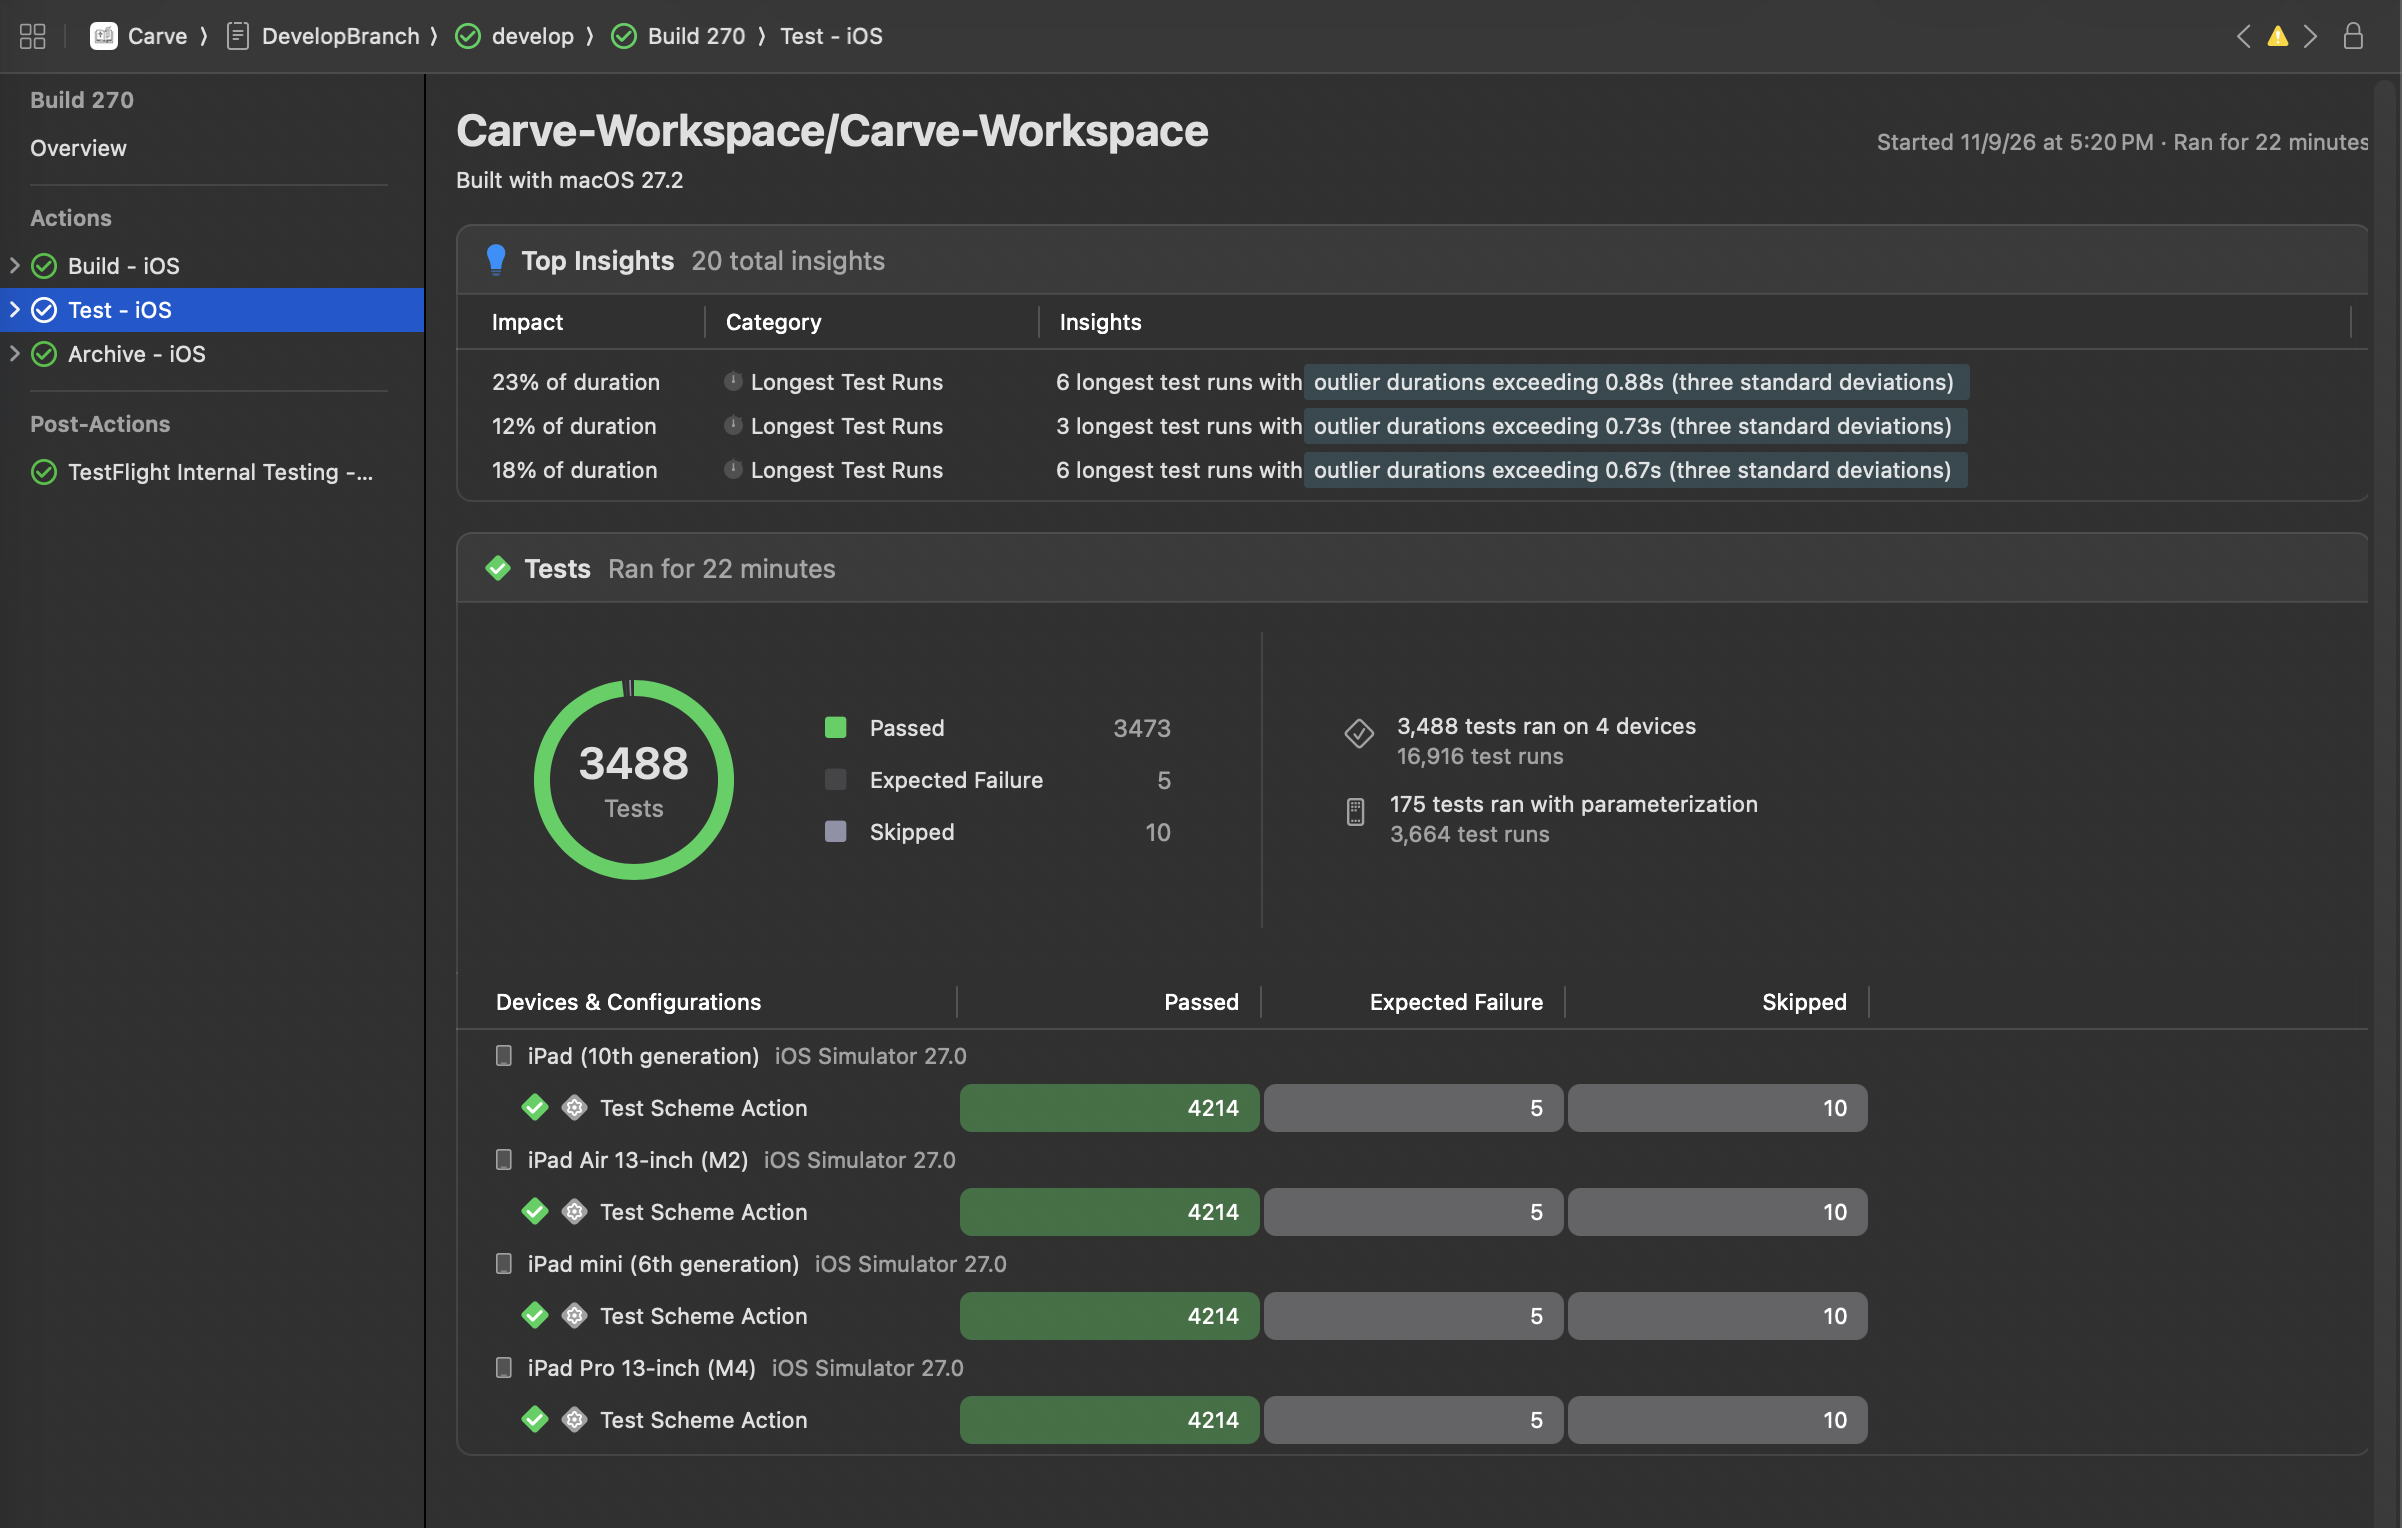 Carve 〉 DevelopBranch 〉 develop 〉 Build 270 〉 Test - iOS
Build 270
Overview
Actions
Build - iOS
Test - iOS
Archive - iOS
Post-Actions
TestFlight Internal Testing -...
Carve-Workspace/Carve-Workspace
Started 11/9/26 at 5:20 PM · Ran for 22 minutes
Built with macOS 27.2
Top Insights 20 total insights
Impact Category Insights
23% of duration Longest Test Runs 6 longest test runs with outlier durations exceeding 0.88s (three standard deviations)
12% of duration Longest Test Runs 3 longest test runs with outlier durations exceeding 0.73s (three standard deviations)
18% of duration Longest Test Runs 6 longest test runs with outlier durations exceeding 0.67s (three standard deviations)
Tests Ran for 22 minutes
3488
Tests
Passed 3473
Expected Failure 5
Skipped 10
3,488 tests ran on 4 devices
16,916 test runs
175 tests ran with parameterization
3,664 test runs
Devices & Configurations Passed Expected Failure Skipped
iPad (10th generation) iOS Simulator 27.0
Test Scheme Action 4214 5 10
iPad Air 13-inch (M2) iOS Simulator 27.0
Test Scheme Action 4214 5 10
iPad mini (6th generation) iOS Simulator 27.0
Test Scheme Action 4214 5 10
iPad Pro 13-inch (M4) iOS Simulator 27.0
Test Scheme Action 4214 5 10